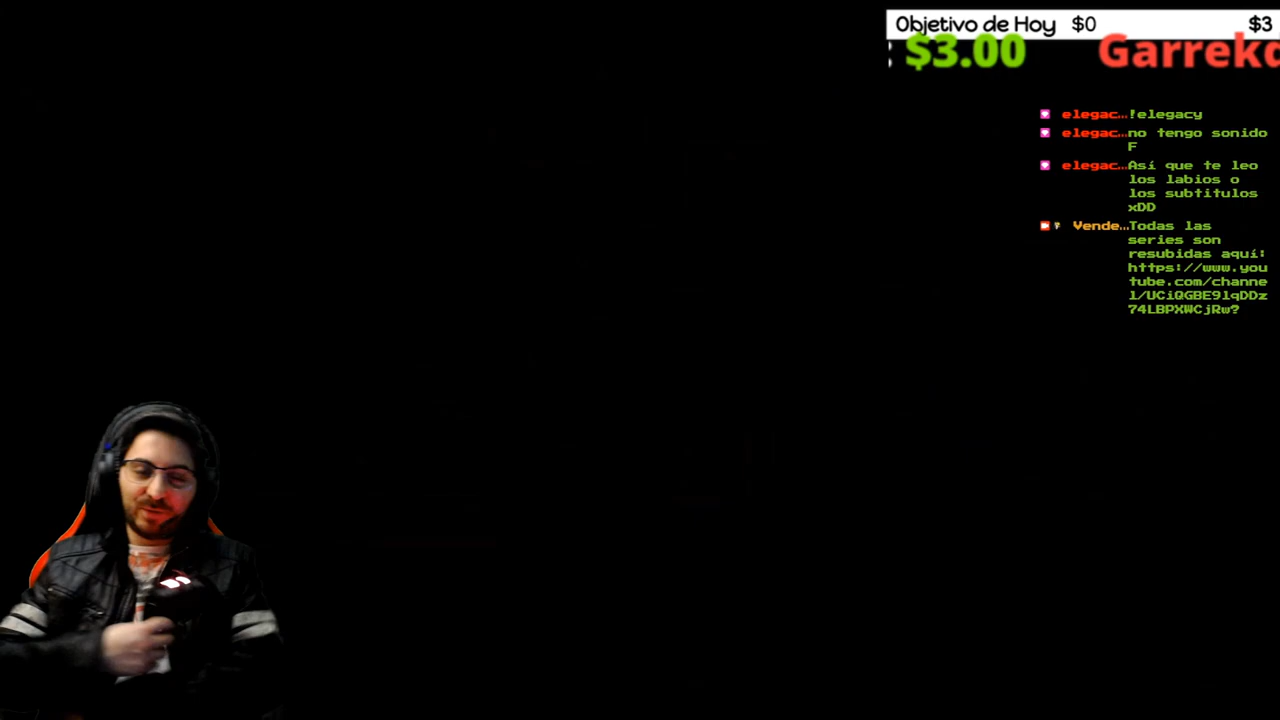 Objetivo de Hoy $0 $3
: $3.00 Garrekd
elegac…!elegacy
elegac…no tengo sonido
F
elegac…Así que te leo
los labios o
los subtitulos
xDD
Vende…Todas las
series son
resubidas aquí:
https://www.you
tube.com/channe
l/UCiQGBE9lqDDz
74LBPXWCjRw?